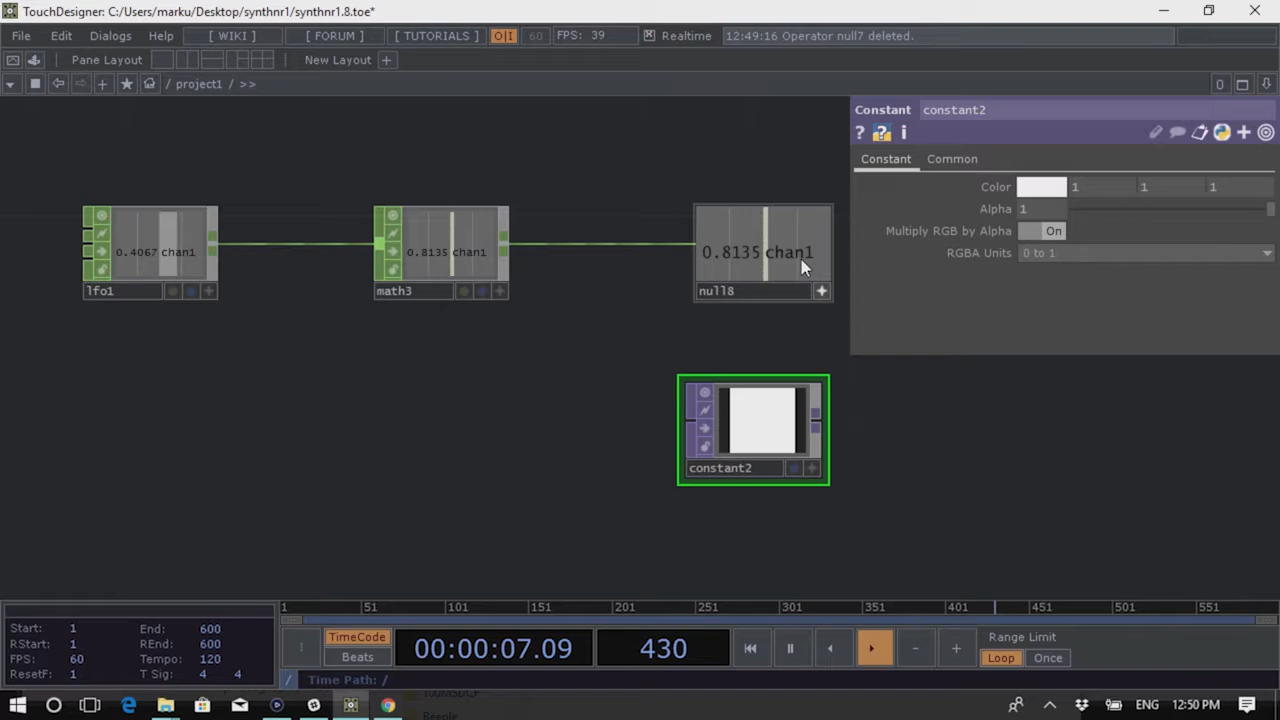 TouchDesigner: C:/Users/marku/Desktop/synthnr1/synthnr1.8.toe*
File Edit Dialogs Help [ WIKI ] [ FORUM ] [ TUTORIALS ] O|I 60 FPS: 39 Realtime 12:49:16 Operator null7 deleted.
Pane Layout New Layout +
/ project1 / >> 0
Constant constant2
? ? i
Constant Common
Color 1 1 1
Alpha 1
Multiply RGB by Alpha On
RGBA Units 0 to 1
0.4067 chan1
lfo1
0.8135 chan1
math3
0.8135 chan1
null8
constant2
1 51 101 151 201 251 301 351 401 451 501 551
Start: 1 End: 600
RStart: 1 REnd: 600
FPS: 60 Tempo: 120
ResetF: 1 T Sig: 4 4
TimeCode
Beats
00:00:07.09
430
Range Limit
Loop Once
/ Time Path: /
100MSDCF
Beeple
ENG 12:50 PM